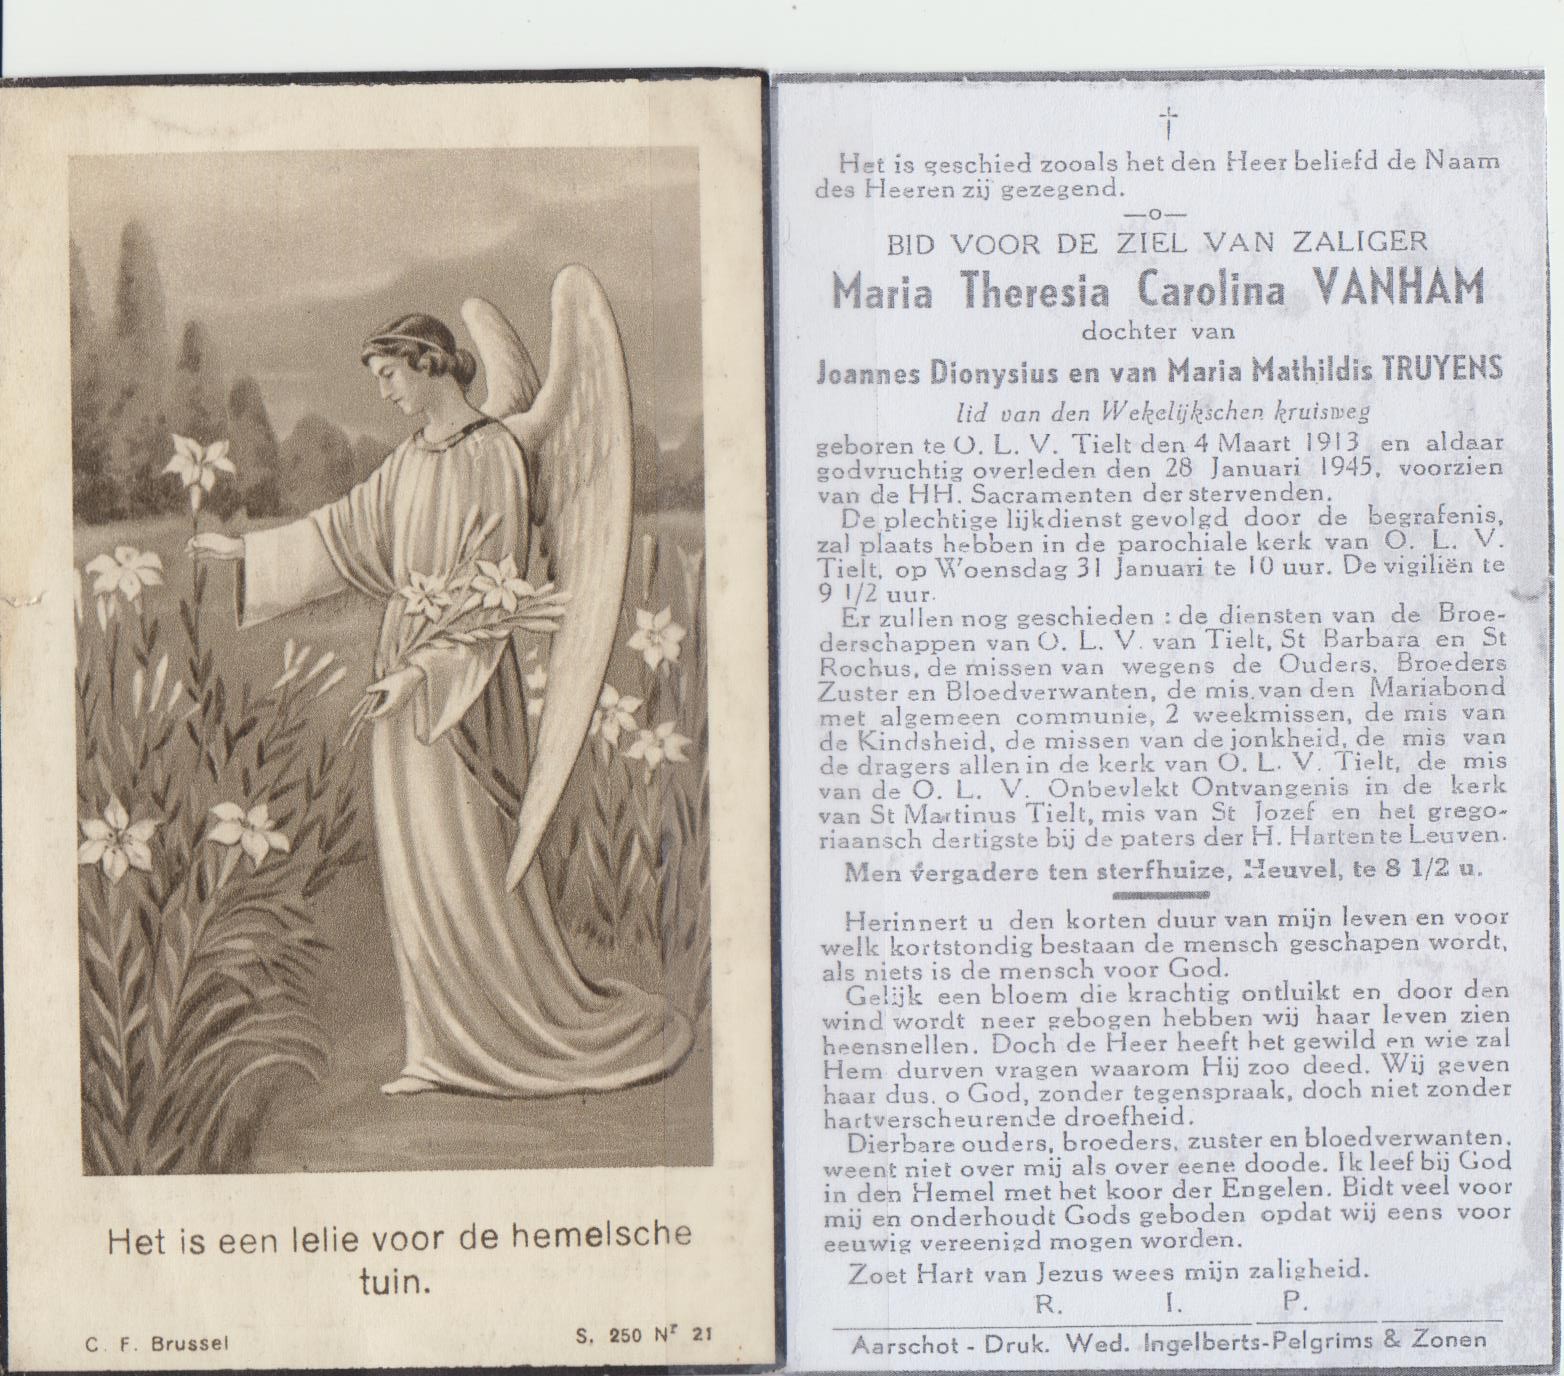 Het is een lelie voor de hemelsche
tuin.
C. F. Brussel
S. 250 Nr 21
†
Het is geschied zooals het den Heer beliefd de Naam
des Heeren zij gezegend.
—o—
BID VOOR DE ZIEL VAN ZALIGER
Maria Theresia Carolina VANHAM
dochter van
Joannes Dionysius en van Maria Mathildis TRUYENS
lid van den Wekelijkschen kruisweg
geboren te O. L. V. Tielt den 4 Maart 1913 en aldaar
godvruchtig overleden den 28 Januari 1945, voorzien
van de HH. Sacramenten der stervenden.
De plechtige lijkdienst gevolgd door de begrafenis,
zal plaats hebben in de parochiale kerk van O. L. V.
Tielt, op Woensdag 31 Januari te 10 uur. De vigiliën te
9 1/2 uur.
Er zullen nog geschieden : de diensten van de Broe-
derschappen van O. L. V. van Tielt, St Barbara en St
Rochus, de missen van wegens de Ouders, Broeders
Zuster en Bloedverwanten, de mis van den Mariabond
met algemeen communie, 2 weekmissen, de mis van
de Kindsheid, de missen van de jonkheid, de mis van
de dragers allen in de kerk van O. L. V. Tielt, de mis
van de O. L. V. Onbevlekt Ontvangenis in de kerk
van St Martinus Tielt, mis van St Jozef en het grego-
riaansch dertigste bij de paters der H. Harten te Leuven.
Men vergadere ten sterfhuize, Heuvel, te 8 1/2 u.
Herinnert u den korten duur van mijn leven en voor
welk kortstondig bestaan de mensch geschapen wordt,
als niets is de mensch voor God.
Gelijk een bloem die krachtig ontluikt en door den
wind wordt neer gebogen hebben wij haar leven zien
heensnellen. Doch de Heer heeft het gewild en wie zal
Hem durven vragen waarom Hij zoo deed. Wij geven
haar dus, o God, zonder tegenspraak, doch niet zonder
hartverscheurende droefheid.
Dierbare ouders, broeders, zuster en bloedverwanten,
weent niet over mij als over eene doode. Ik leef bij God
in den Hemel met het koor der Engelen. Bidt veel voor
mij en onderhoudt Gods geboden opdat wij eens voor
eeuwig vereenigd mogen worden.
Zoet Hart van Jezus wees mijn zaligheid.
R. I. P.
Aarschot - Druk. Wed. Ingelberts-Pelgrims & Zonen